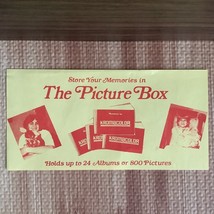 Store Your Memories in
The Picture Box
Holds up to 24 Albums or 800 Pictures